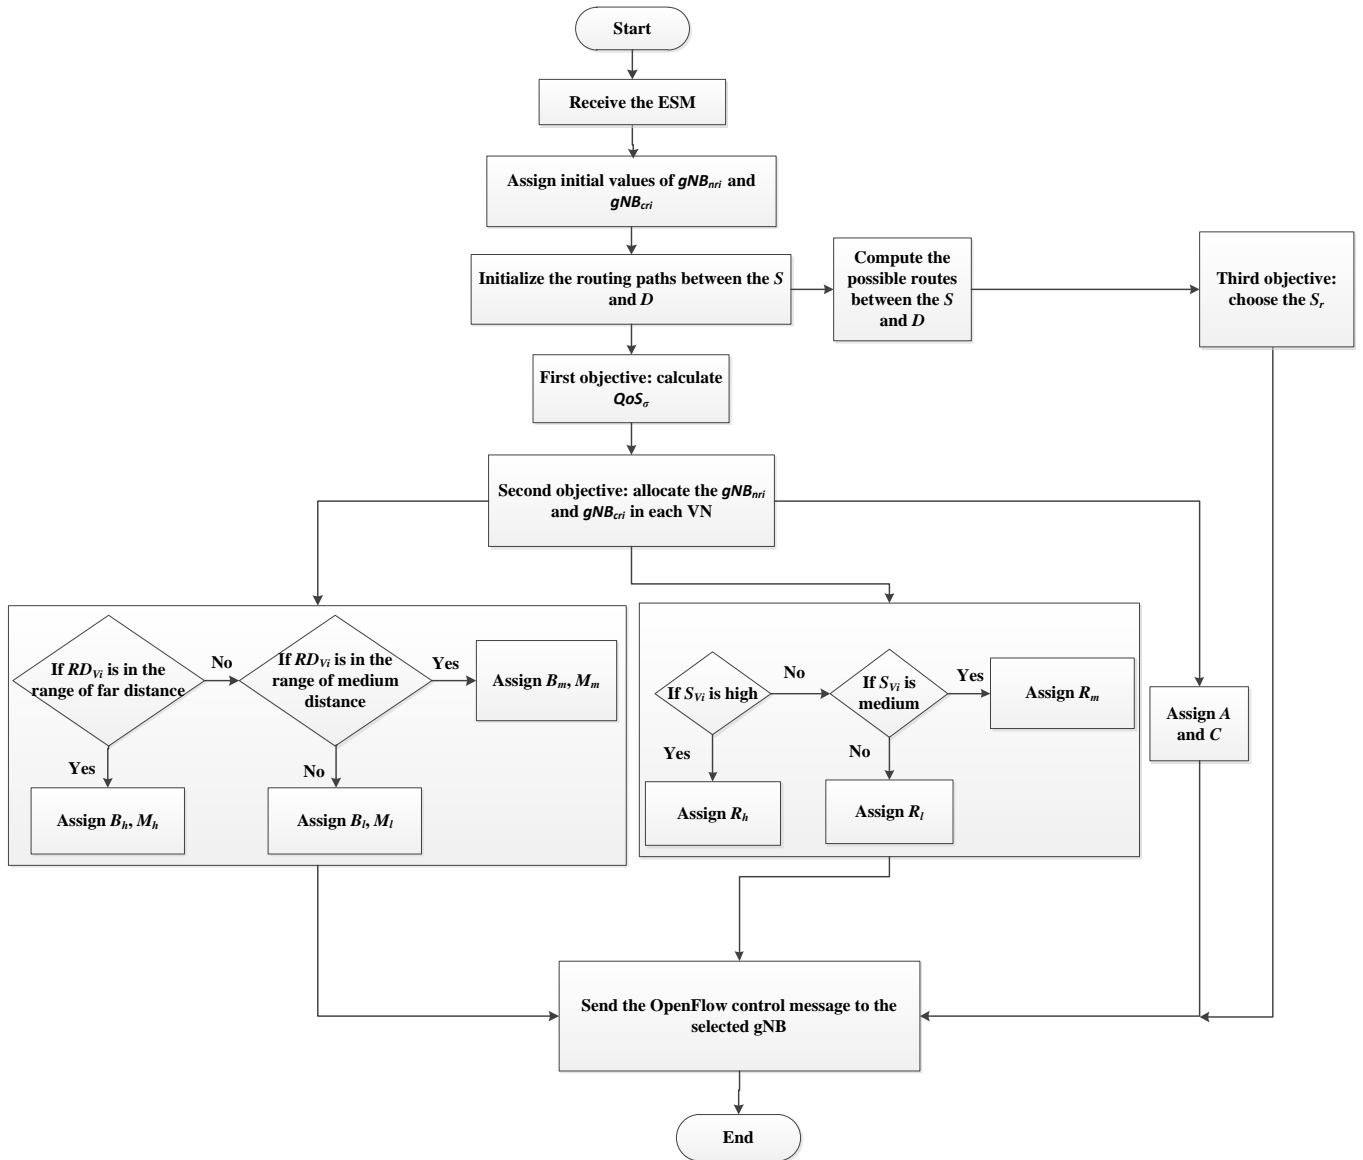 Start
Receive the ESM
Assign initial values of gNBnri and
gNBcri
Initialize the routing paths between the S
and D
Compute the
possible routes
between the S
and D
Third objective:
choose the Sr
First objective: calculate
QoSσ
Second objective: allocate the gNBnri
and gNBcri in each VN
If RDVi is in the
range of far distance
No
If RDVi is in the
range of medium
distance
Yes
Assign Bm, Mm
Yes
No
Assign Bh, Mh
Assign Bl, Ml
If SVi is high
No
If SVi is
medium
Yes
Assign Rm
Yes
No
Assign Rh
Assign Rl
Assign A
and C
Send the OpenFlow control message to the
selected gNB
End